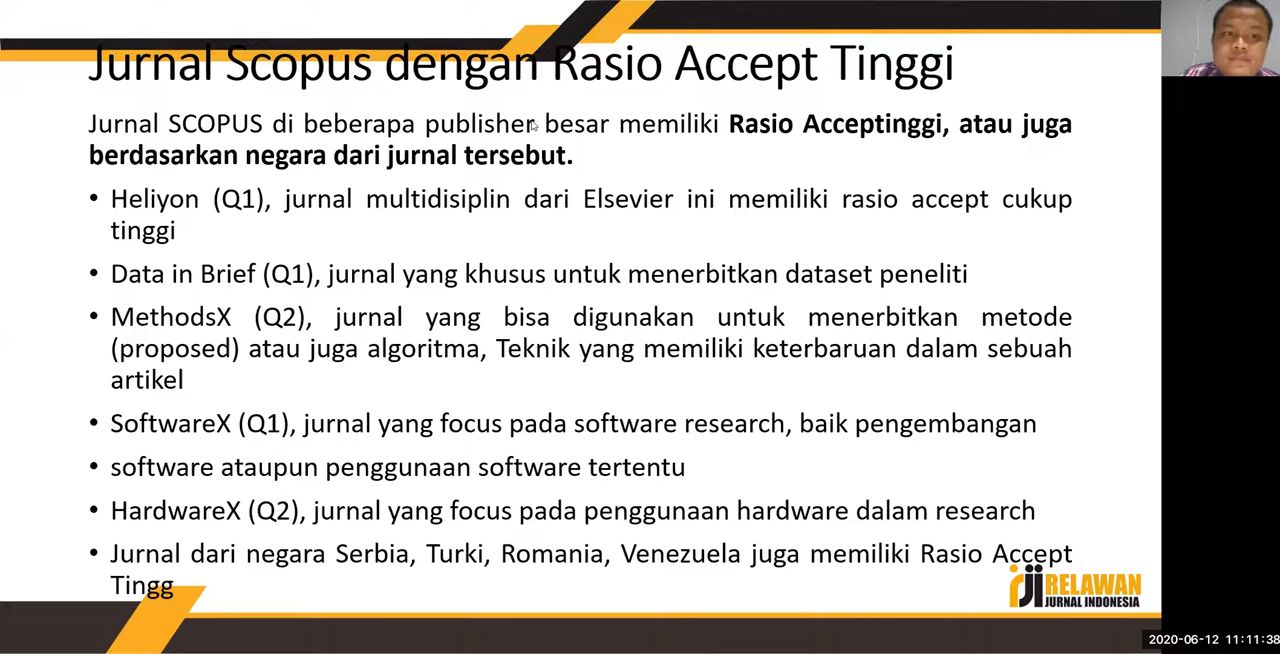 Jurnal Scopus dengan Rasio Accept Tinggi
Jurnal SCOPUS di beberapa publisher besar memiliki Rasio Acceptinggi, atau juga
berdasarkan negara dari jurnal tersebut.
• Heliyon (Q1), jurnal multidisiplin dari Elsevier ini memiliki rasio accept cukup
tinggi
• Data in Brief (Q1), jurnal yang khusus untuk menerbitkan dataset peneliti
• MethodsX (Q2), jurnal yang bisa digunakan untuk menerbitkan metode
(proposed) atau juga algoritma, Teknik yang memiliki keterbaruan dalam sebuah
artikel
• SoftwareX (Q1), jurnal yang focus pada software research, baik pengembangan
• software ataupun penggunaan software tertentu
• HardwareX (Q2), jurnal yang focus pada penggunaan hardware dalam research
• Jurnal dari negara Serbia, Turki, Romania, Venezuela juga memiliki Rasio Accept
Tingg
rji RELAWAN
JURNAL INDONESIA
2020-06-12 11:11:38